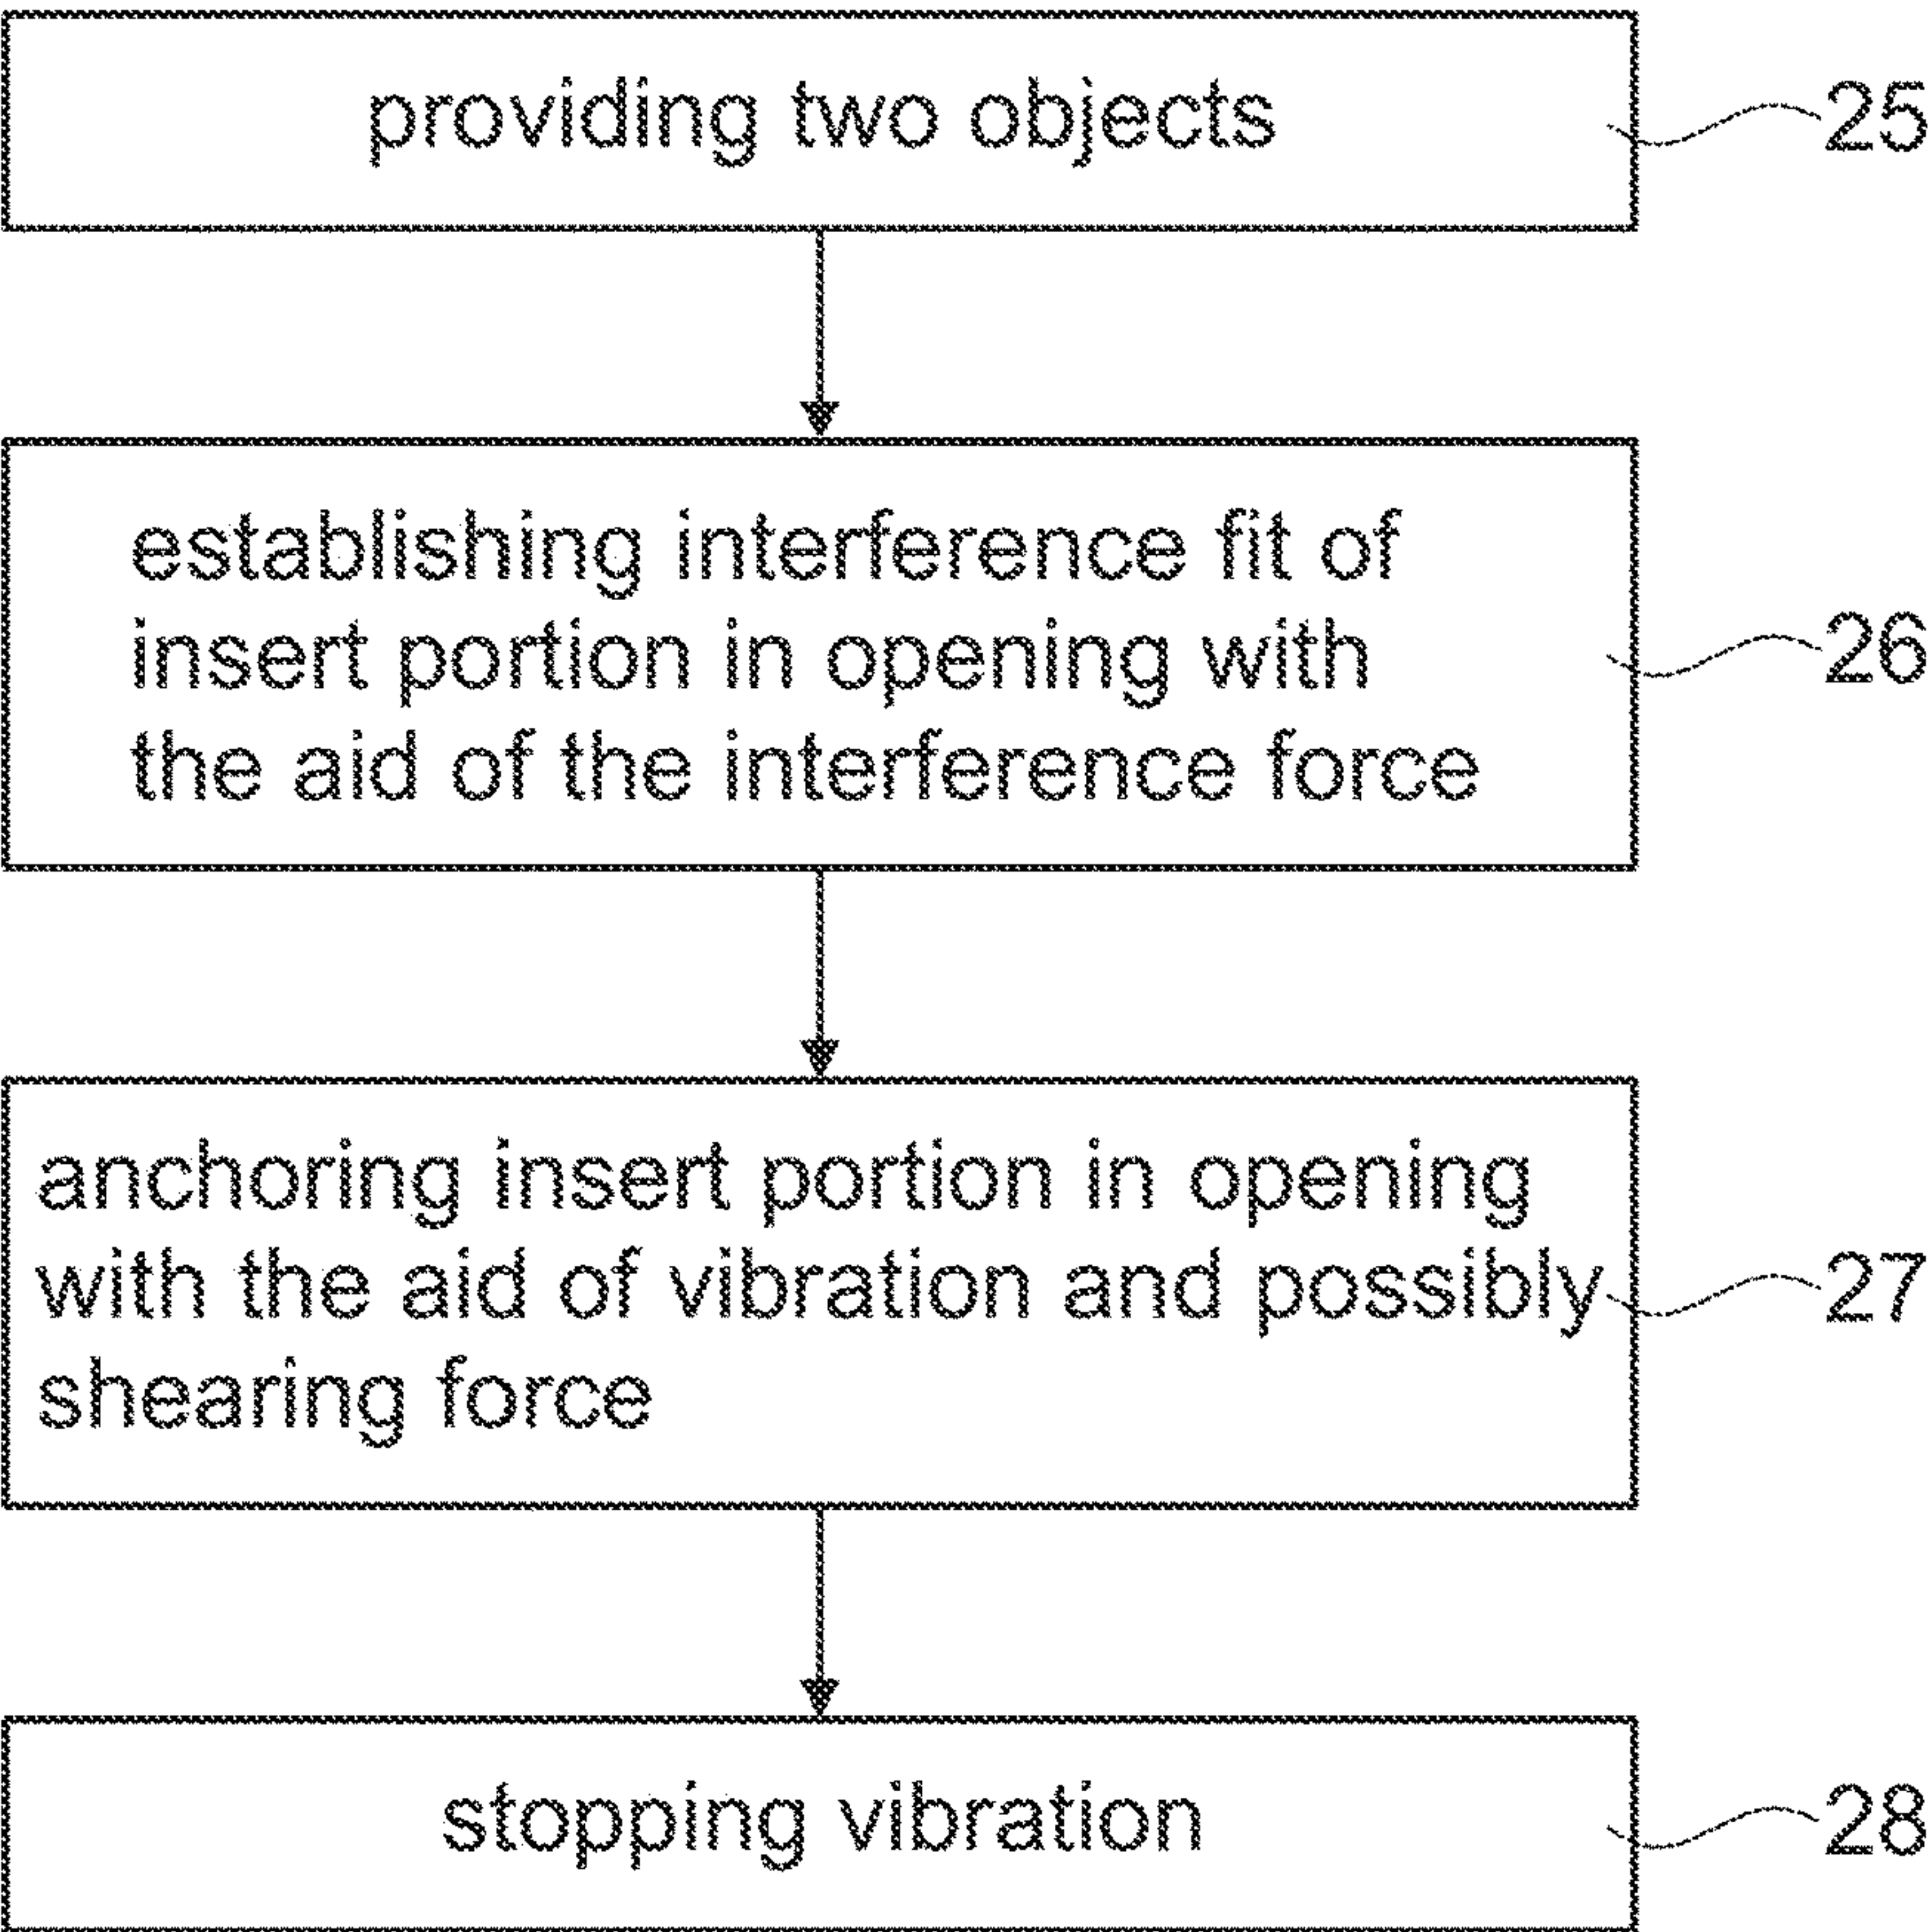 providing two objects
25
establishing interference fit of
insert portion in opening with
26
the aid of the interference force
anchoring insert portion in opening
with the aid of vibration and possibly
27
shearing force
stopping vibration
28